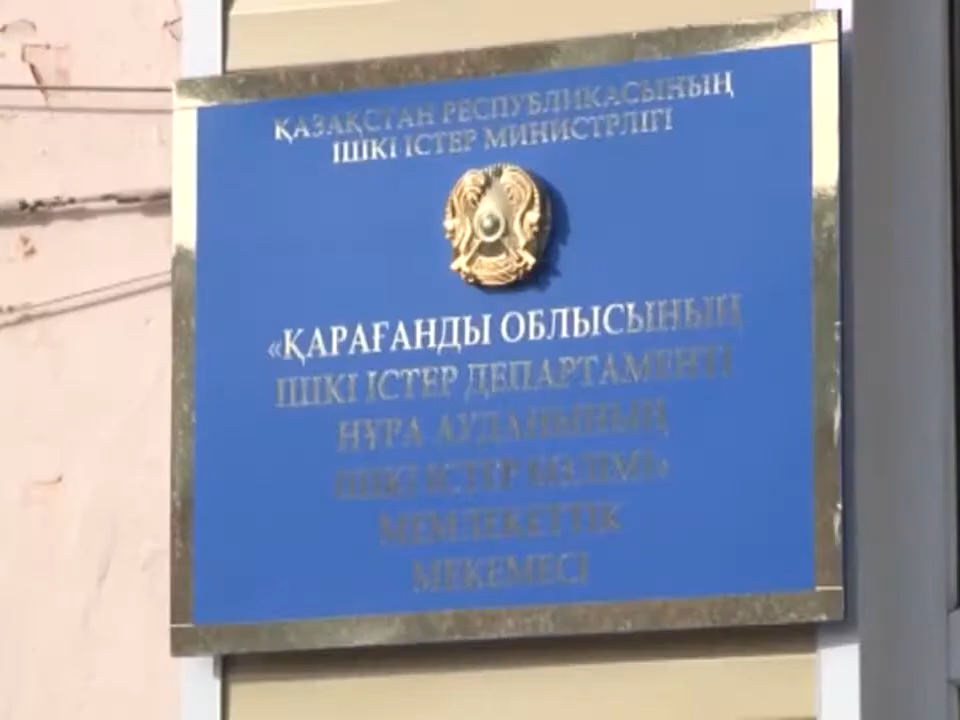 ҚАЗАҚСТАН РЕСПУБЛИКАСЫНЫҢ
ІШКІ ІСТЕР МИНИСТРЛІГІ
«ҚАРАҒАНДЫ ОБЛЫСЫНЫҢ
ІШКІ ІСТЕР ДЕПАРТАМЕНТІ
НҰРА АУДАНЫНЫҢ
ІШКІ ІСТЕР БӨЛІМІ»
МЕМЛЕКЕТТІК
МЕКЕМЕСІ